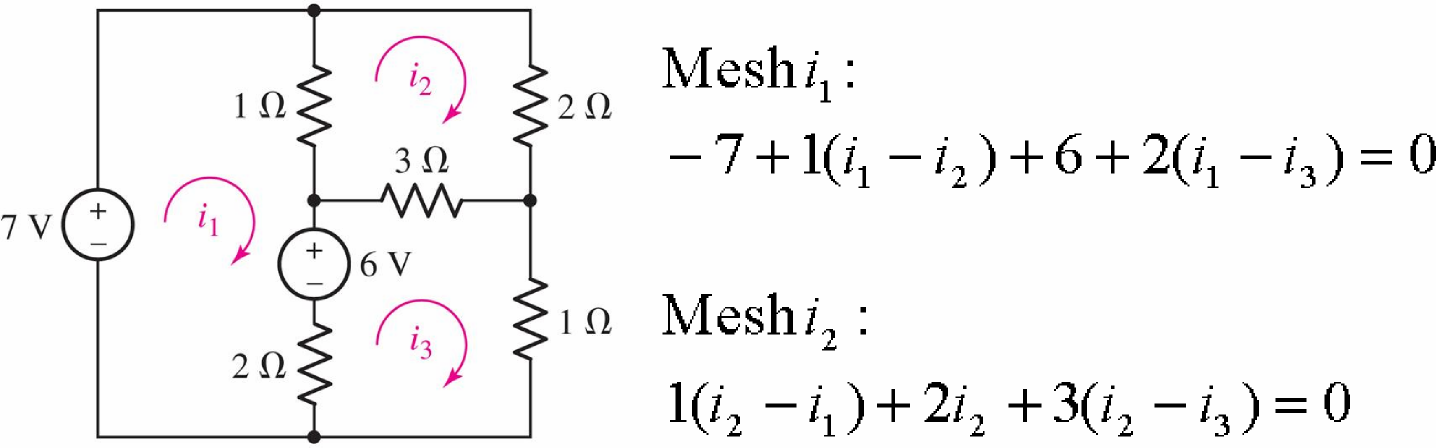 i₂
1 Ω
2 Ω
3 Ω
7 V
+
–
i₁
+
–
6 V
i₃
2 Ω
1 Ω
Mesh i₁ :
− 7 + 1(i₁ − i₂) + 6 + 2(i₁ − i₃) = 0
Mesh i₂ :
1(i₂ − i₁) + 2i₂ + 3(i₂ − i₃) = 0